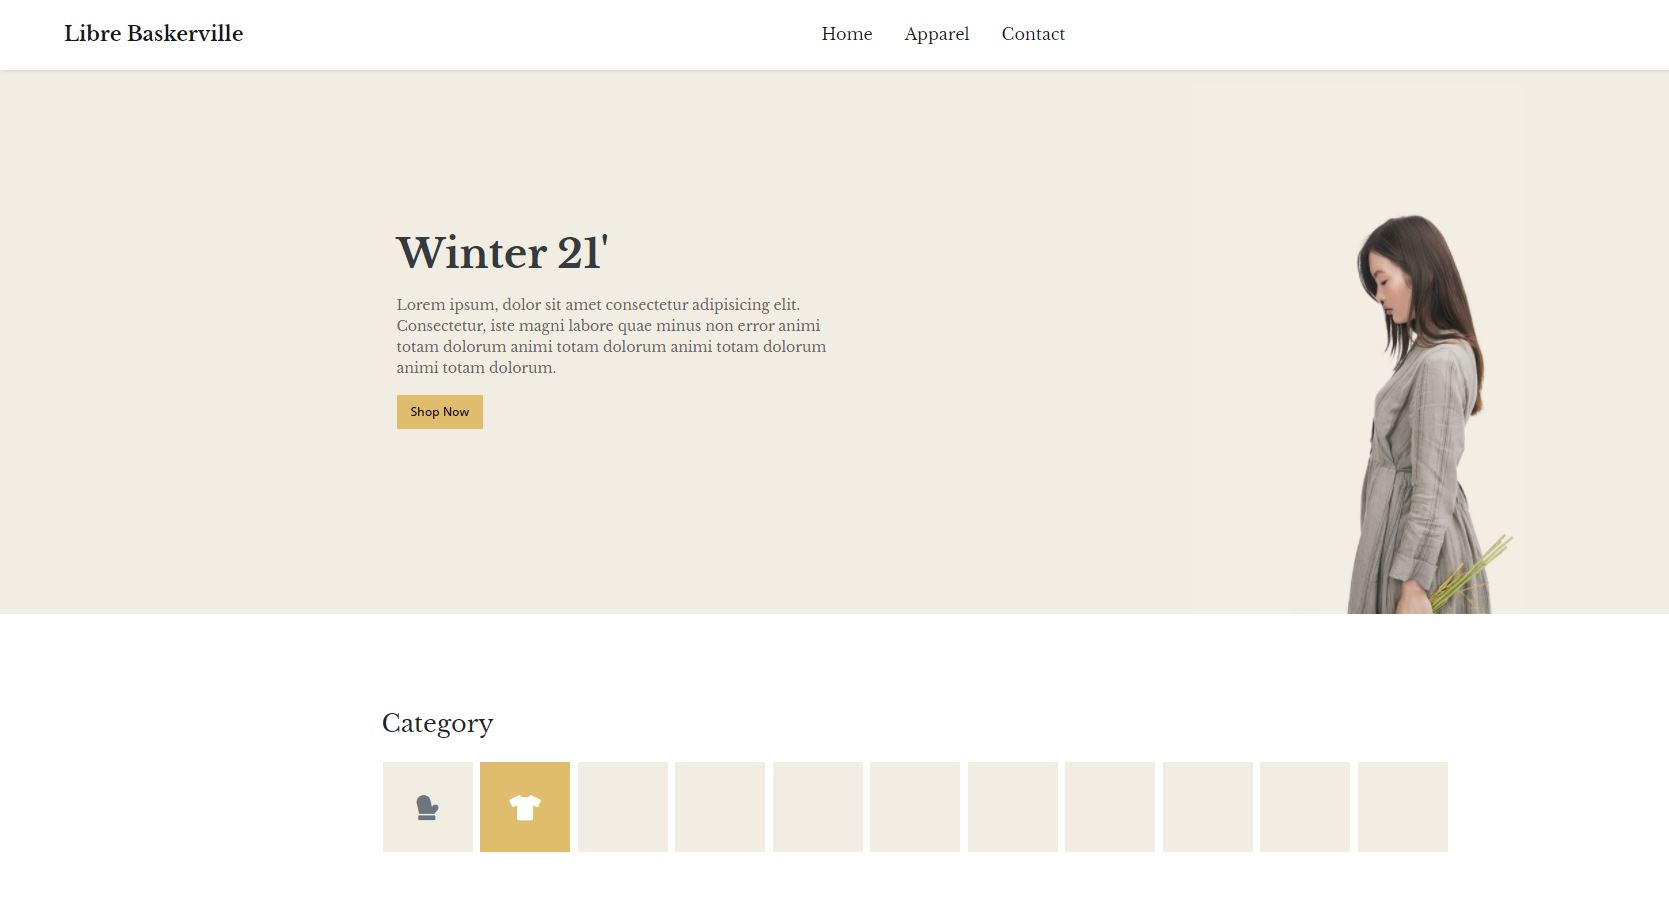 Libre Baskerville
Home Apparel Contact
Winter 21'
Lorem ipsum, dolor sit amet consectetur adipisicing elit.
Consectetur, iste magni labore quae minus non error animi
totam dolorum animi totam dolorum animi totam dolorum
animi totam dolorum.
Shop Now
Category